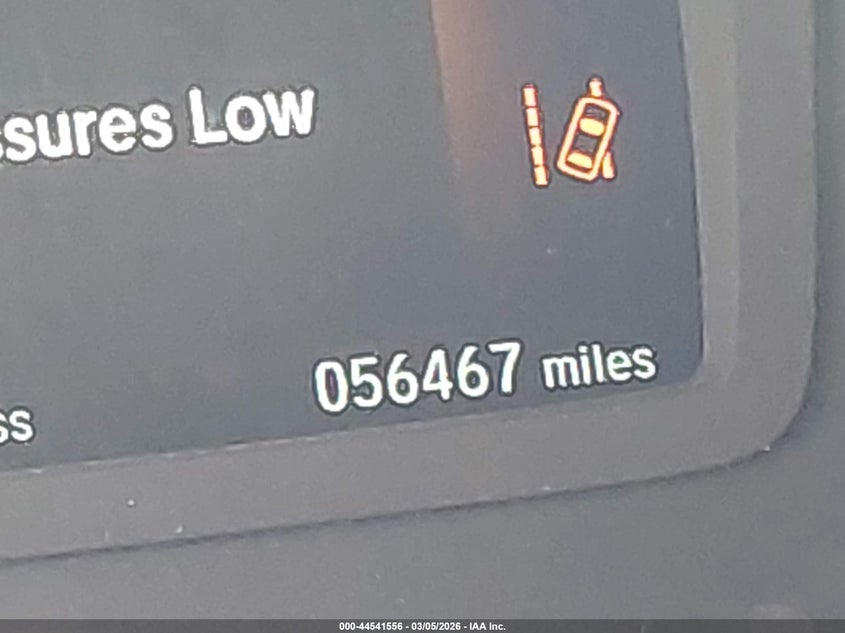 ssures Low
056467 miles
ss
000-44541556 - 03/05/2026 - IAA Inc.